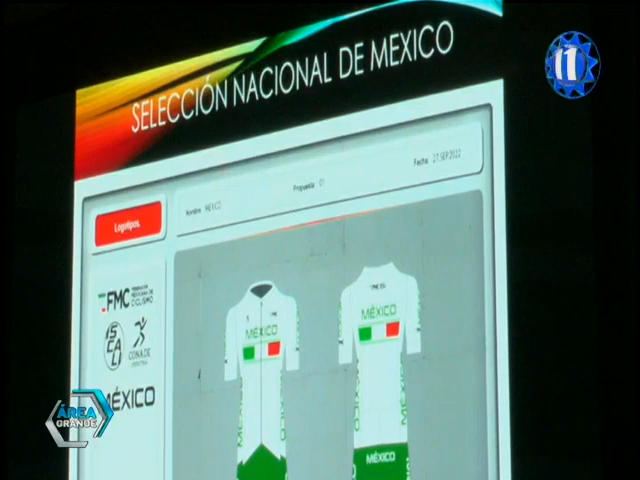 SELECCIÓN NACIONAL DE MEXICO
11
Nombre MEXICO
Propuesta 01
Fecha 27.SEP.2022
Logotipos.
FMC FEDERACIÓN MEXICANA DE CICLISMO
ISCALI
CONADE
MÉXICO
MÉXICO
MÉXICO
MÉXICO
ÁREA GRANDE